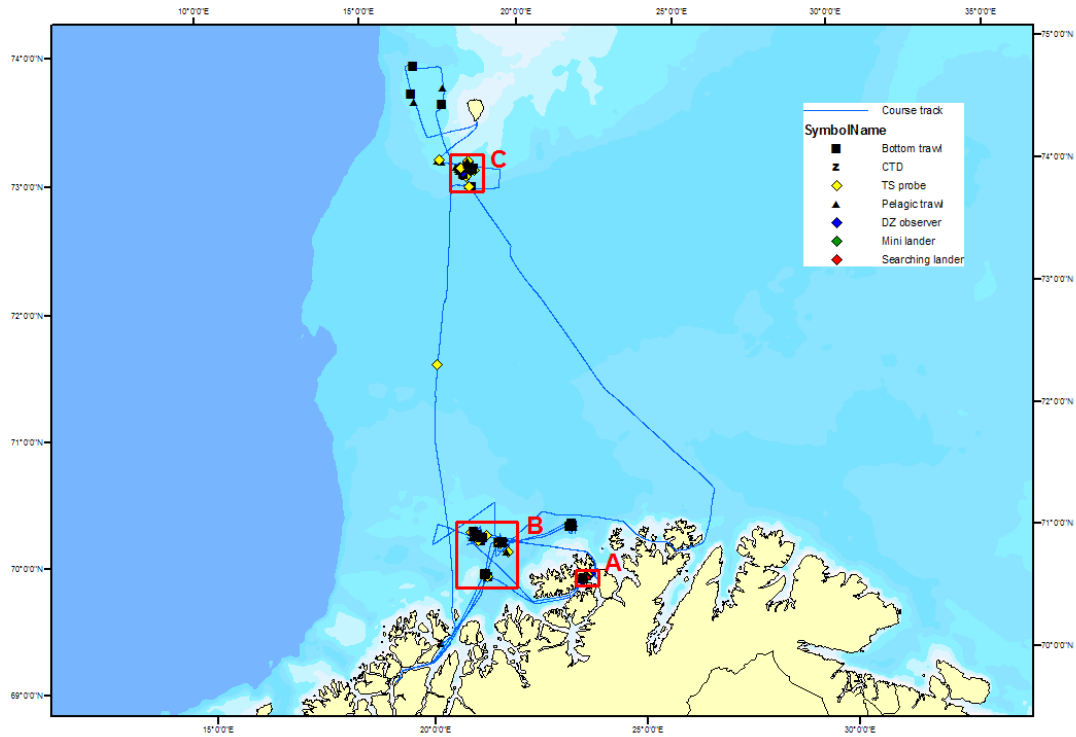 10°0'0"E 15°0'0"E 20°0'0"E 25°0'0"E 30°0'0"E 35°0'0"E
75°0'0"N
74°0'0"N
Course track
SymbolName
Bottom trawl
C
74°0'0"N
CTD
73°0'0"N
TS probe
Pelagic trawl
DZ observer
Mini lander
Searching lander
73°0'0"N
72°0'0"N
72°0'0"N
71°0'0"N
B
71°0'0"N
A
70°0'0"N
70°0'0"N
69°0'0"N
15°0'0"E 20°0'0"E 25°0'0"E 30°0'0"E